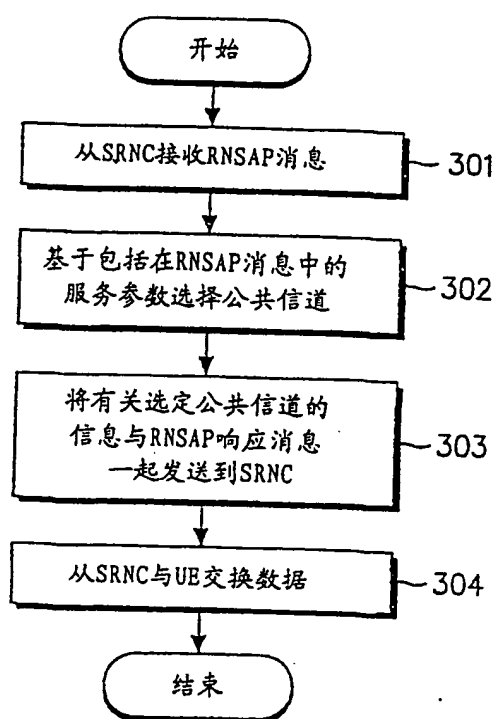 开始
从SRNC接收RNSAP消息
301
基于包括在RNSAP消息中的
服务参数选择公共信道
302
将有关选定公共信道的
信息与RNSAP响应消息
一起发送到SRNC
303
从SRNC与UE交换数据
304
结束